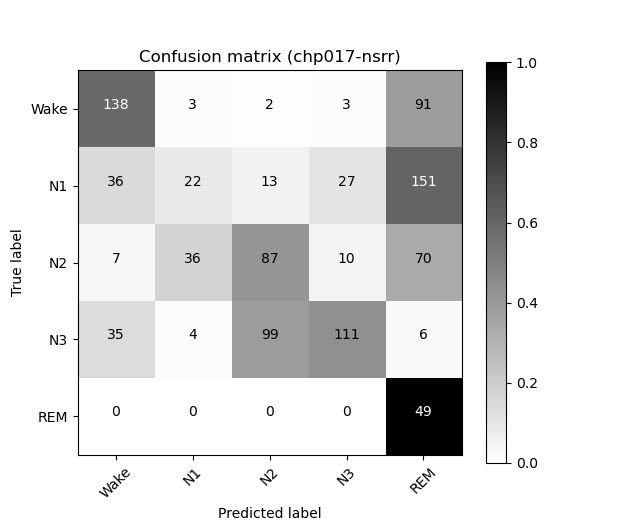 Confusion matrix (chp017-nsrr)
True label
Wake 138 3 2 3 91
N1 36 22 13 27 151
N2 7 36 87 10 70
N3 35 4 99 111 6
REM 0 0 0 0 49
Wake N1 N2 N3 REM
Predicted label
1.0
0.8
0.6
0.4
0.2
0.0